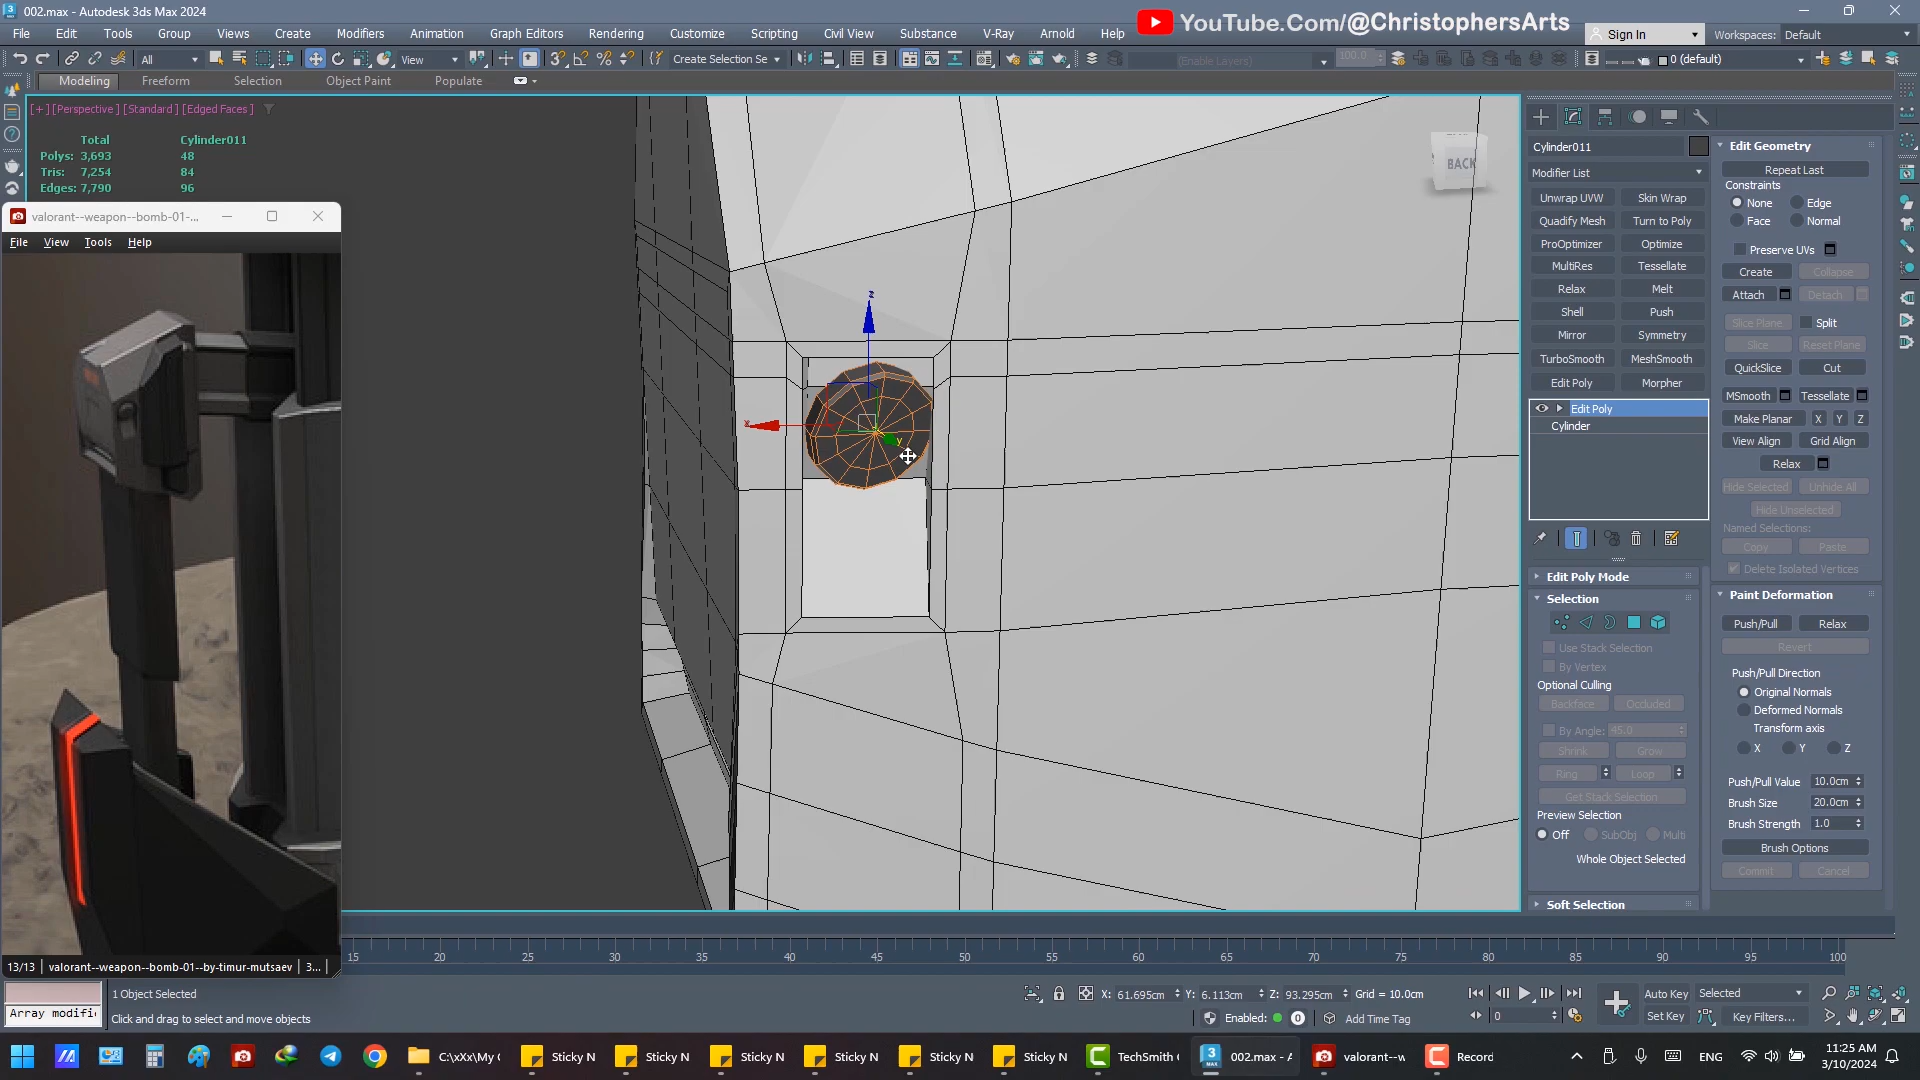 002.max - Autodesk 3ds Max 2024
YouTube.Com/@ChristophersArts
File Edit Tools Group Views Create Modifiers Animation Graph Editors Rendering Customize Scripting Civil View Substance V-Ray Arnold Help
Sign In
Workspaces: Default
All
View
Create Selection Se
(Enable Layers)
100.0
0 (default)
Modeling Freeform Selection Object Paint Populate
[+] [Perspective] [Standard] [Edged Faces]
Total Cylinder011
Polys: 3,693 48
Tris: 7,254 84
Edges: 7,790 96
BACK
valorant--weapon--bomb-01-...
File View Tools Help
13/13 valorant--weapon--bomb-01--by-timur-mutsaev 3...
x
y
z
Cylinder011
Modifier List
Unwrap UVW Skin Wrap
Quadify Mesh Turn to Poly
ProOptimizer Optimize
MultiRes Tessellate
Relax Melt
Shell Push
Mirror Symmetry
TurboSmooth MeshSmooth
Edit Poly Morpher
Edit Poly
Cylinder
Edit Poly Mode
Selection
Use Stack Selection
By Vertex
Optional Culling
Backface Occluded
By Angle: 45.0
Shrink Grow
Ring Loop
Get Stack Selection
Preview Selection
Off SubObj Multi
Whole Object Selected
Soft Selection
Edit Geometry
Repeat Last
Constraints
None Edge
Face Normal
Preserve UVs
Create Collapse
Attach Detach
Slice Plane Split
Slice Reset Plane
QuickSlice Cut
MSmooth Tessellate
Make Planar X Y Z
View Align Grid Align
Relax
Hide Selected Unhide All
Hide Unselected
Named Selections:
Copy Paste
Delete Isolated Vertices
Paint Deformation
Push/Pull Relax
Revert
Push/Pull Direction
Original Normals
Deformed Normals
Transform axis
X Y Z
Push/Pull Value 10.0cm
Brush Size 20.0cm
Brush Strength 1.0
Brush Options
Commit Cancel
15 20 25 30 35 40 45 50 55 60 65 70 75 80 85 90 95 100
1 Object Selected
Click and drag to select and move objects
Array modifi
X: 61.695cm Y: 6.113cm Z: 93.295cm Grid = 10.0cm
Enabled: 0 Add Time Tag
0
Auto Key Selected
Set Key Key Filters...
C:\xXx\My ( Sticky N Sticky N Sticky N Sticky N Sticky N Sticky N TechSmith ( 002.max - A valorant--w Record
ENG
11:25 AM
3/10/2024